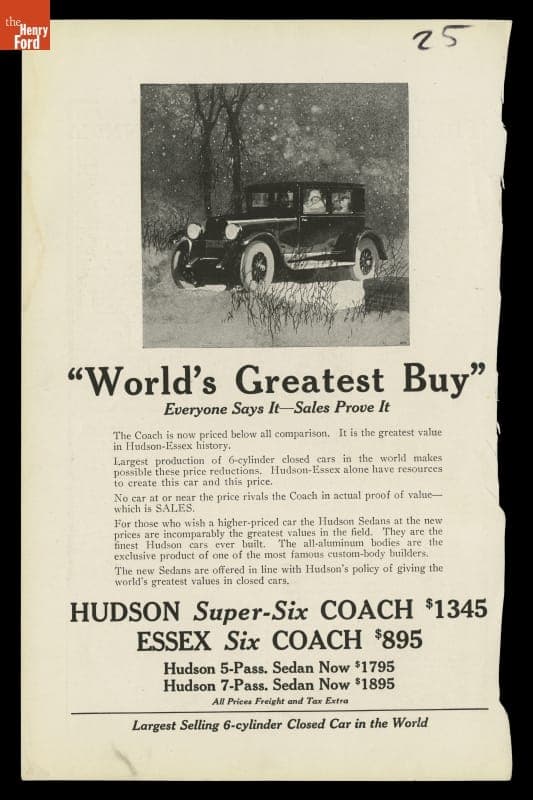 the
Henry
Ford
25
“World's Greatest Buy”
Everyone Says It—Sales Prove It
The Coach is now priced below all comparison. It is the greatest value
in Hudson-Essex history.
Largest production of 6-cylinder closed cars in the world makes
possible these price reductions. Hudson-Essex alone have resources
to create this car and this price.
No car at or near the price rivals the Coach in actual proof of value—
which is SALES.
For those who wish a higher-priced car the Hudson Sedans at the new
prices are incomparably the greatest values in the field. They are the
finest Hudson cars ever built. The all-aluminum bodies are the
exclusive product of one of the most famous custom-body builders.
The new Sedans are offered in line with Hudson's policy of giving the
world's greatest values in closed cars.
HUDSON Super-Six COACH $1345
ESSEX Six COACH $895
Hudson 5-Pass. Sedan Now $1795
Hudson 7-Pass. Sedan Now $1895
All Prices Freight and Tax Extra
Largest Selling 6-cylinder Closed Car in the World